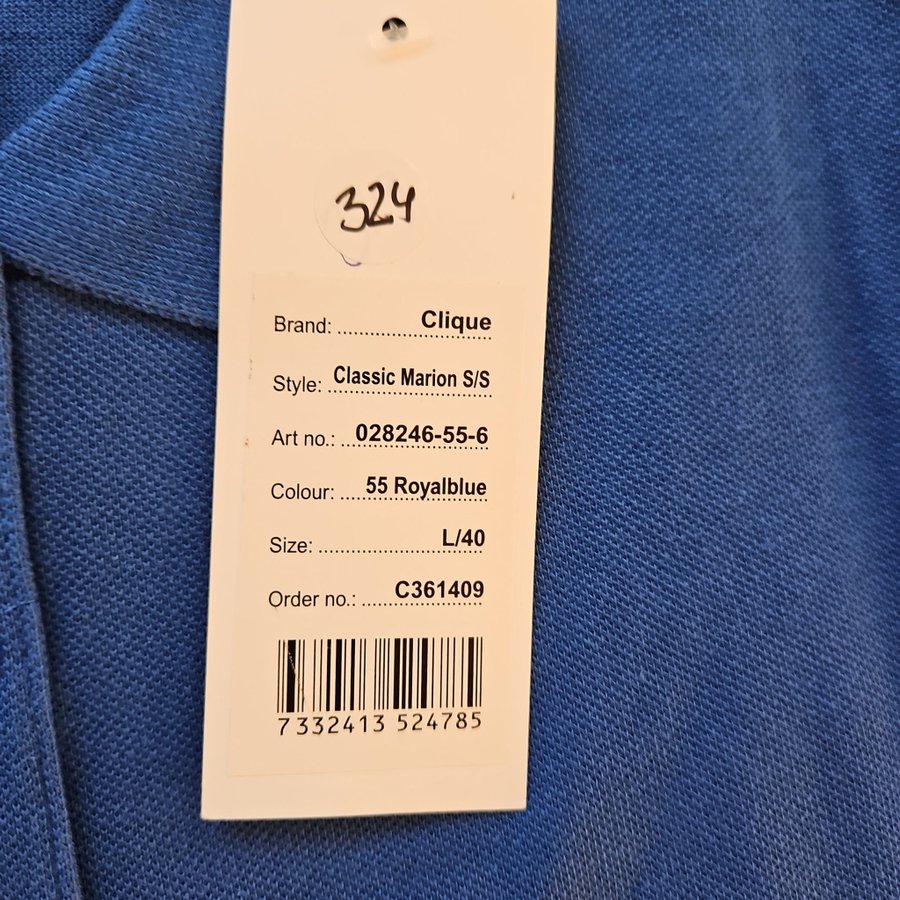 324
Brand: .................. Clique
Style: Classic Marion S/S
Art no.: 028246-55-6
Colour: .... 55 Royalblue
Size: ...................... L/40
Order no.: ...... C361409
7332413 524785